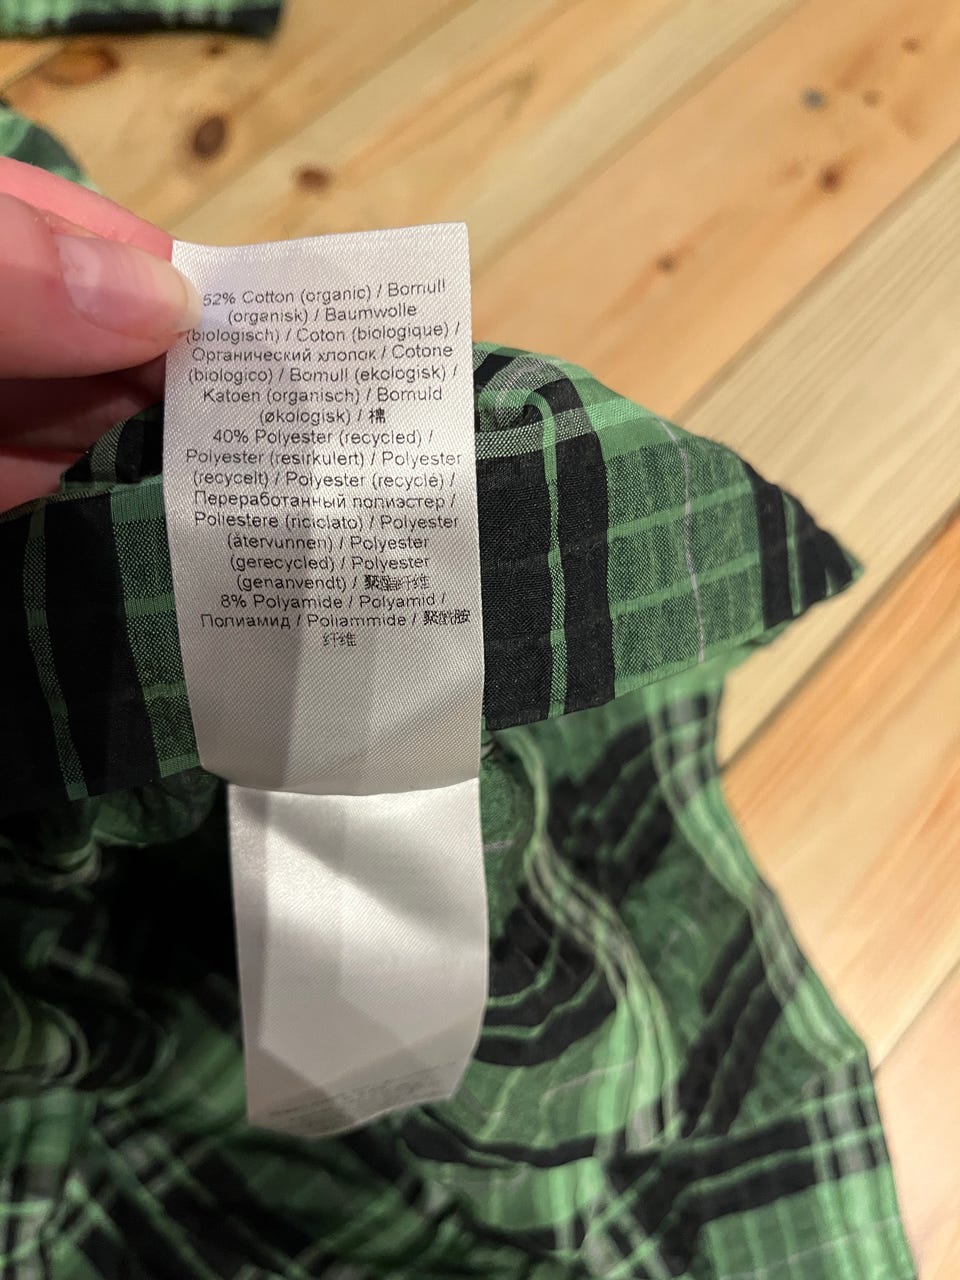 52% Cotton (organic) / Bomull
(organisk) / Baumwolle
(biologisch) / Coton (biologique) /
Органический хлопок / Cotone
(biologico) / Bomull (ekologisk) /
Katoen (organisch) / Bomuld
(økologisk) / 棉
40% Polyester (recycled) /
Polyester (resirkulert) / Polyester
(recycelt) / Polyester (recyclé) /
Переработанный полиэстер /
Poliestere (riciclato) / Polyester
(återvunnen) / Polyester
(gerecycled) / Polyester
(genanvendt) / 聚酯纤维
8% Polyamide / Polyamid /
Полиамид / Poliammide / 聚酰胺
纤维